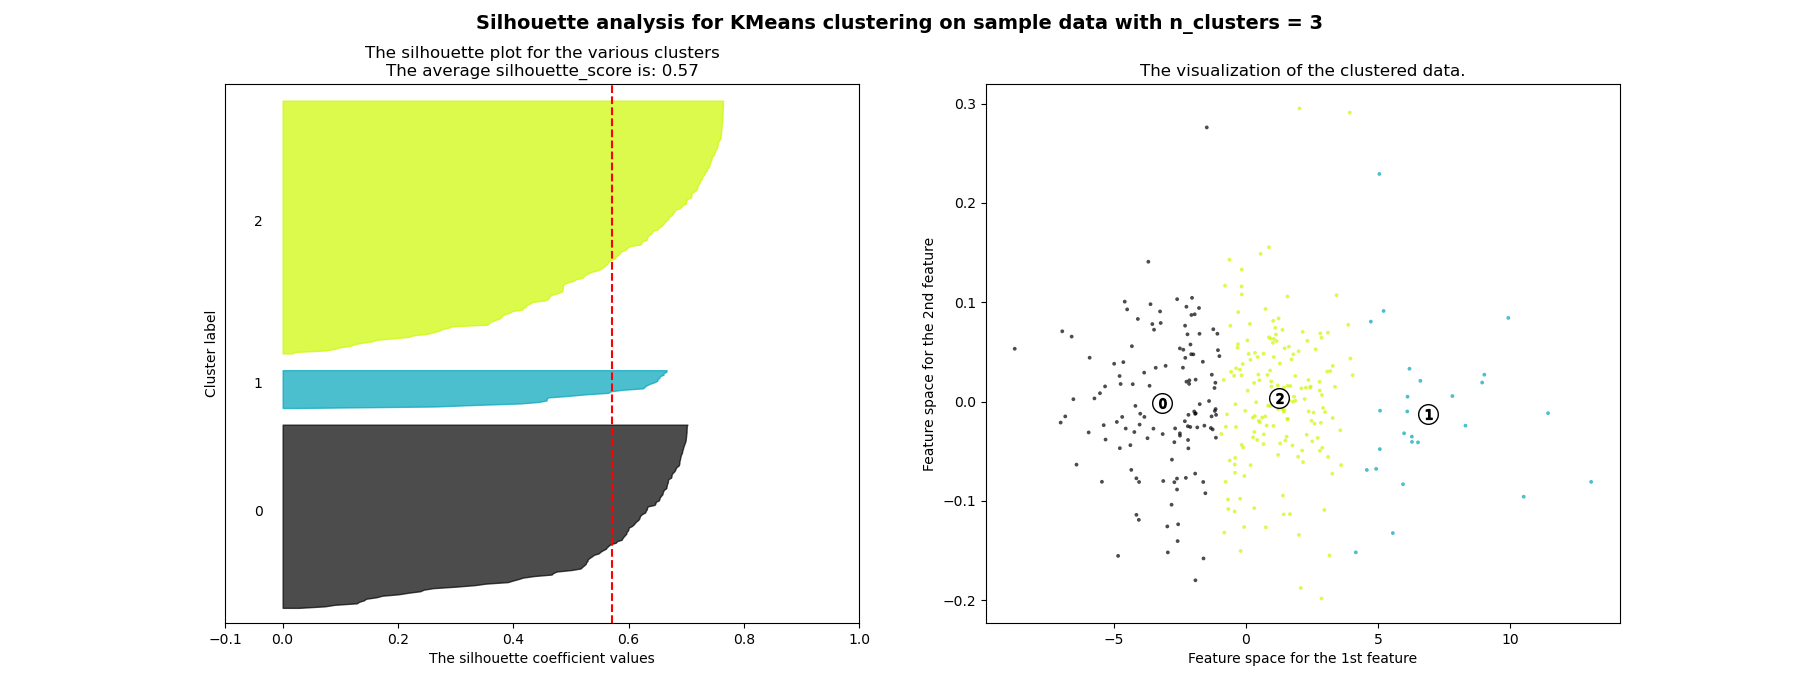 Silhouette analysis for KMeans clustering on sample data with n_clusters = 3
The silhouette plot for the various clusters
The average silhouette_score is: 0.57
Cluster label
2
1
0
−0.1 0.0 0.2 0.4 0.6 0.8 1.0
The silhouette coefficient values
The visualization of the clustered data.
Feature space for the 2nd feature
0.3
0.2
0.1
0.0
−0.1
−0.2
0 2 1
−5 0 5 10
Feature space for the 1st feature